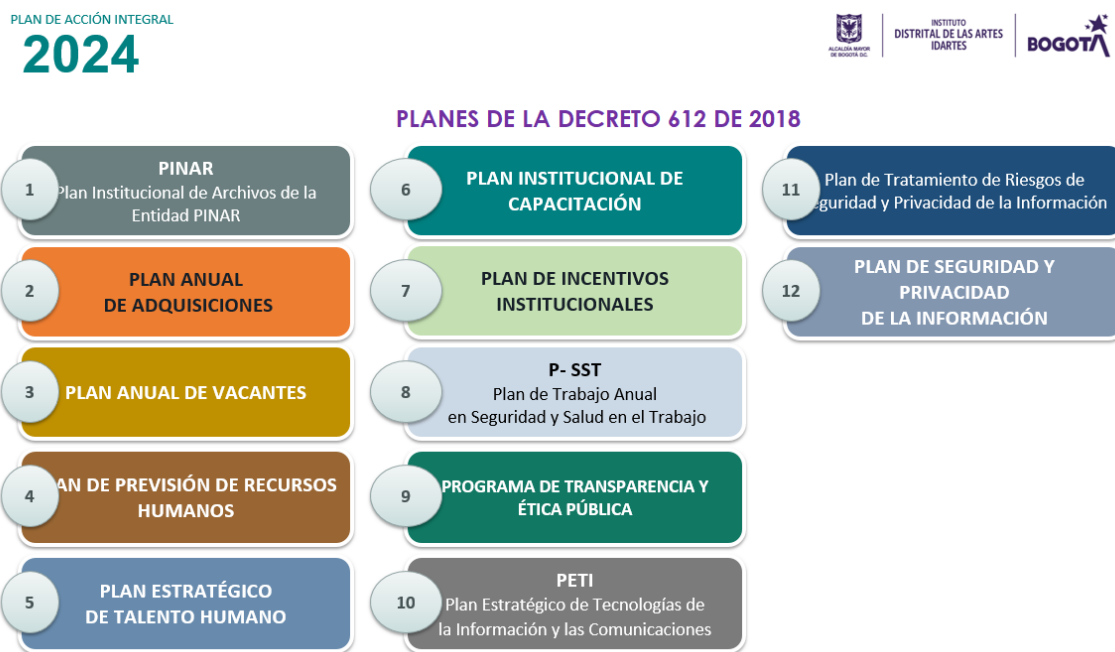 PLAN DE ACCIÓN INTEGRAL
2024
ALCALDÍA MAYOR
DE BOGOTÁ D.C.
INSTITUTO
DISTRITAL DE LAS ARTES
IDARTES
BOGOTÁ
PLANES DE LA DECRETO 612 DE 2018
1
PINAR
Plan Institucional de Archivos de la
Entidad PINAR
2
PLAN ANUAL
DE ADQUISICIONES
3
PLAN ANUAL DE VACANTES
4
AN DE PREVISIÓN DE RECURSOS
HUMANOS
5
PLAN ESTRATÉGICO
DE TALENTO HUMANO
6
PLAN INSTITUCIONAL DE
CAPACITACIÓN
7
PLAN DE INCENTIVOS
INSTITUCIONALES
8
P- SST
Plan de Trabajo Anual
en Seguridad y Salud en el Trabajo
9
PROGRAMA DE TRANSPARENCIA Y
ÉTICA PÚBLICA
10
PETI
Plan Estratégico de Tecnologías de
la Información y las Comunicaciones
11
Plan de Tratamiento de Riesgos de
eguridad y Privacidad de la Información
12
PLAN DE SEGURIDAD Y
PRIVACIDAD
DE LA INFORMACIÓN